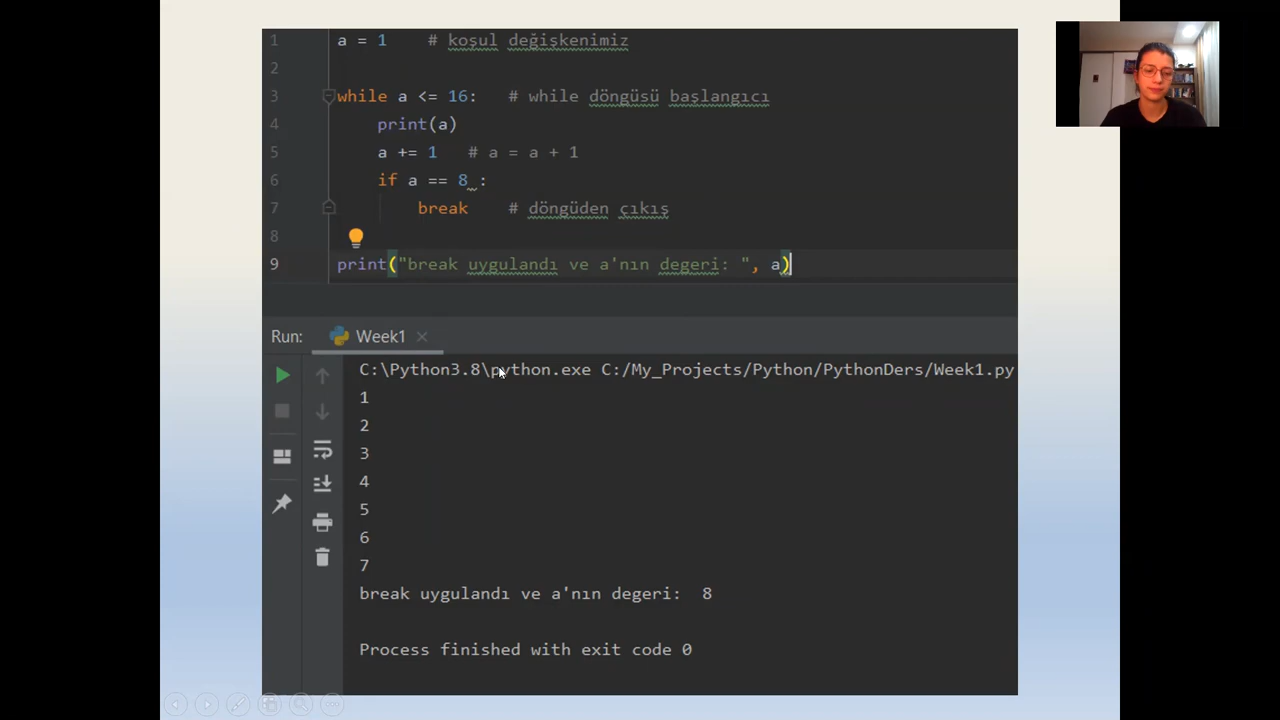 1 a = 1 # koşul değişkenimiz
2
3 while a <= 16: # while döngüsü başlangıcı
4 print(a)
5 a += 1 # a = a + 1
6 if a == 8 :
7 break # döngüden çıkış
8
9 print("break uygulandı ve a'nın degeri: ", a)
Run: Week1
C:\Python3.8\python.exe C:/My_Projects/Python/PythonDers/Week1.py
1
2
3
4
5
6
7
break uygulandı ve a'nın degeri: 8
Process finished with exit code 0